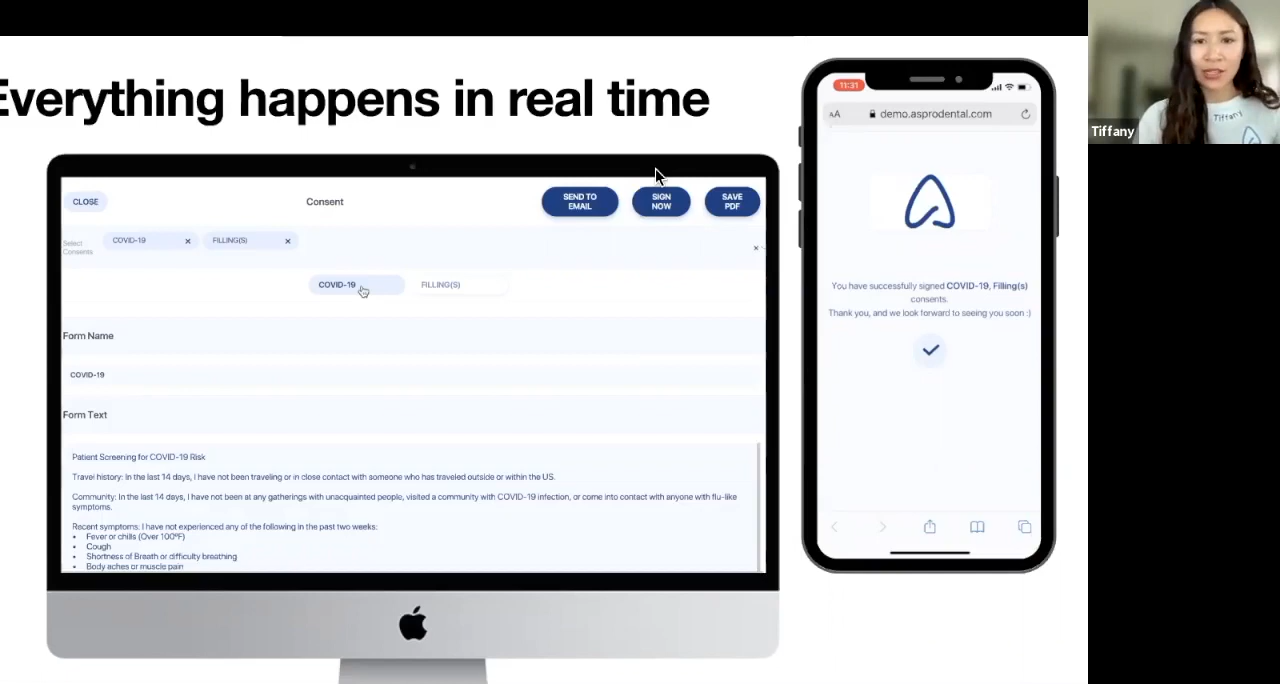 Everything happens in real time
CLOSE
Consent
SEND TO
EMAIL
SIGN
NOW
SAVE
PDF
Select
Consents
COVID-19 ×
FILLING(S) ×
COVID-19
FILLING(S)
Form Name
COVID-19
Form Text
Patient Screening for COVID-19 Risk
Travel history: In the last 14 days, I have not been traveling or in close contact with someone who has traveled outside or within the US.
Community: In the last 14 days, I have not been at any gatherings with unacquainted people, visited a community with COVID-19 infection, or come into contact with anyone with flu-like
symptoms.
Recent symptoms: I have not experienced any of the following in the past two weeks:
• Fever or chills (Over 100ºF)
• Cough
• Shortness of Breath or difficulty breathing
• Body aches or muscle pain
11:31
AA demo.asprodental.com
You have successfully signed COVID-19, Filling(s)
consents.
Thank you, and we look forward to seeing you soon :)
Tiffany
Tiffany